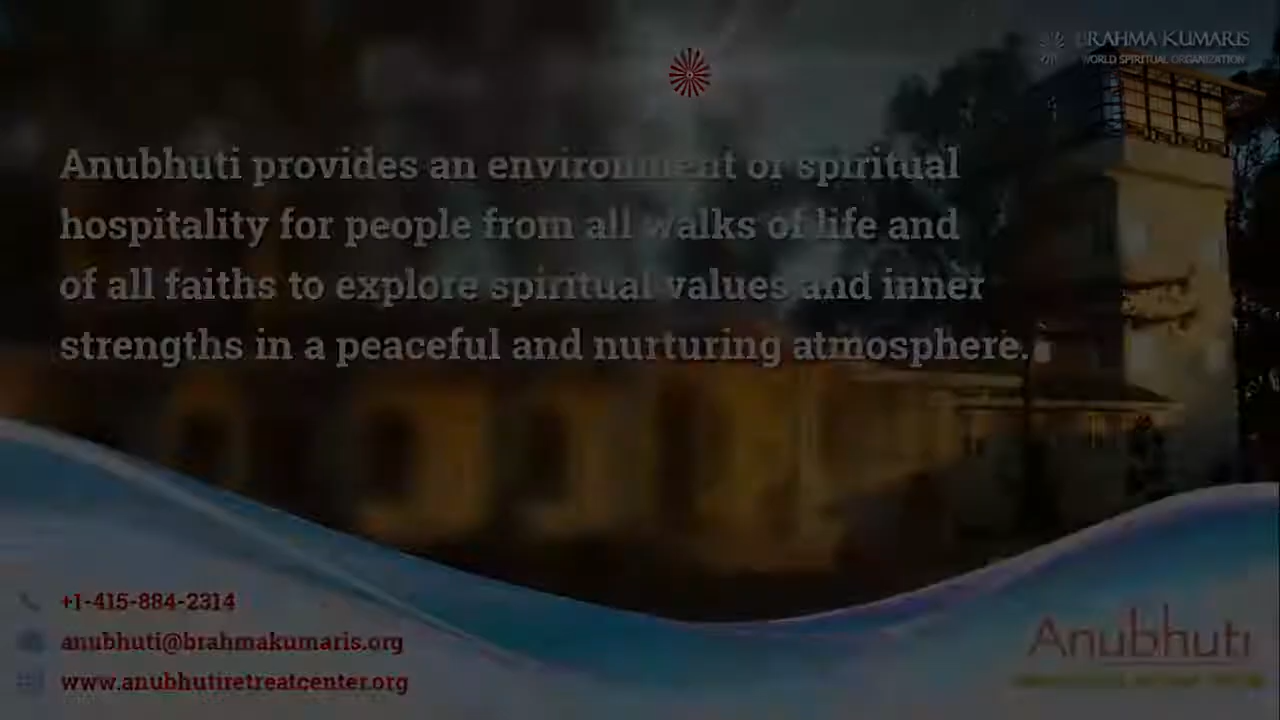 BRAHMA KUMARIS
WORLD SPIRITUAL ORGANIZATION
Anubhuti provides an environment or spiritual
hospitality for people from all walks of life and
of all faiths to explore spiritual values and inner
strengths in a peaceful and nurturing atmosphere.
+1-415-884-2314
anubhuti@brahmakumaris.org
www.anubhutiretreatcenter.org
Anubhuti